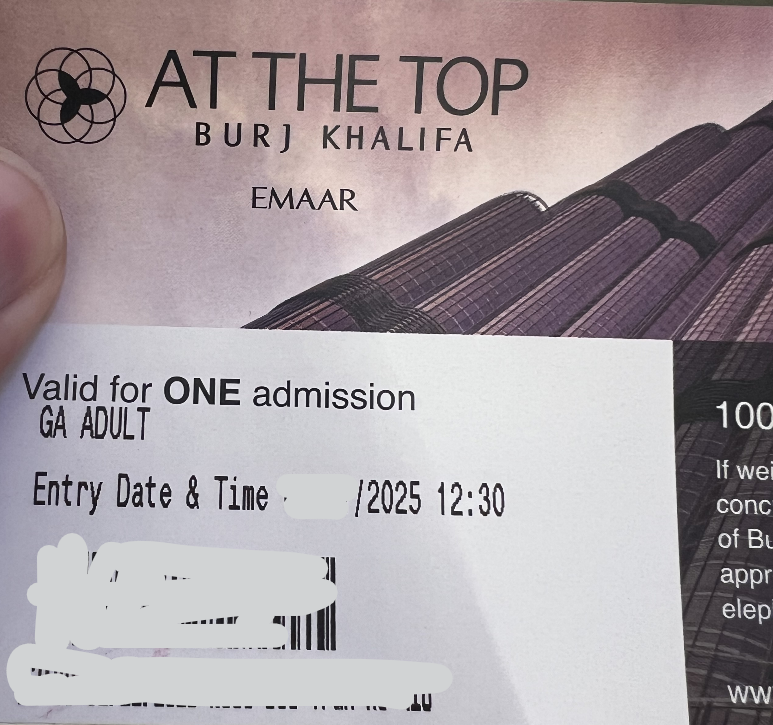 AT THE TOP
BURJ KHALIFA
EMAAR
Valid for ONE admission
GA ADULT
Entry Date & Time /2025 12:30
100
If wei
conc
of Bu
appr
elep
ww